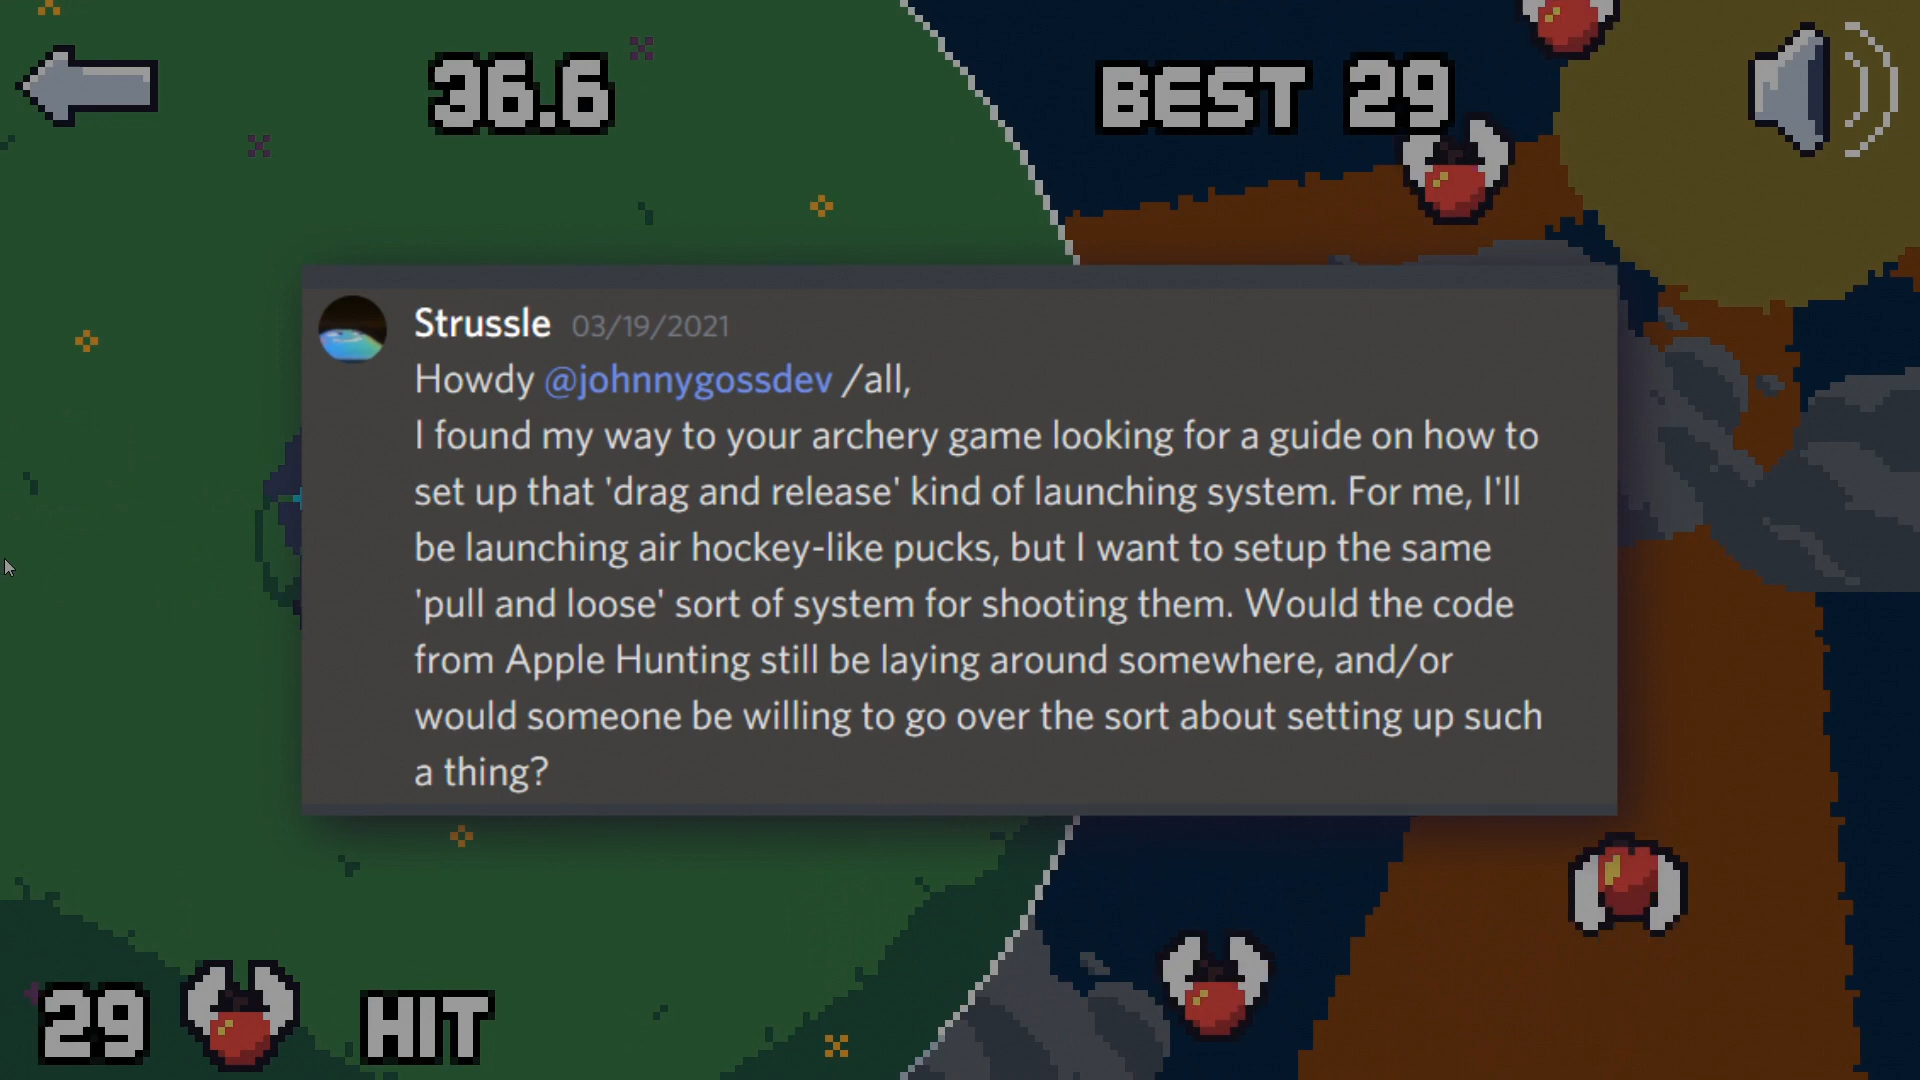 36.6
BEST 29
Strussle 03/19/2021
Howdy @johnnygossdev /all,
I found my way to your archery game looking for a guide on how to
set up that 'drag and release' kind of launching system. For me, I'll
be launching air hockey-like pucks, but I want to setup the same
'pull and loose' sort of system for shooting them. Would the code
from Apple Hunting still be laying around somewhere, and/or
would someone be willing to go over the sort about setting up such
a thing?
29 HIT